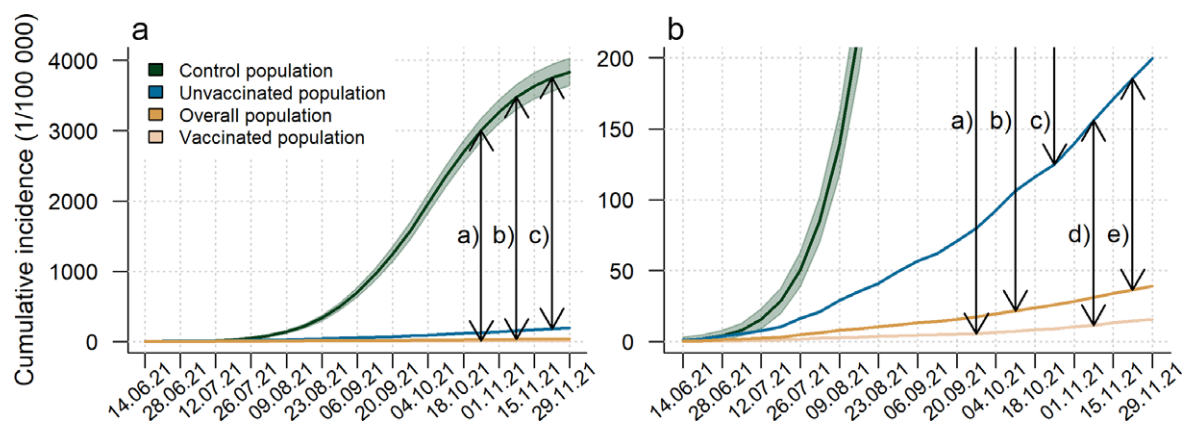 a
Cumulative incidence (1/100 000)
4000
3000
2000
1000
0
Control population
Unvaccinated population
Overall population
Vaccinated population
a)
b)
c)
14.06.21
28.06.21
12.07.21
26.07.21
09.08.21
23.08.21
06.09.21
20.09.21
04.10.21
18.10.21
01.11.21
15.11.21
29.11.21
b
200
150
100
50
0
a)
b)
c)
d)
e)
14.06.21
28.06.21
12.07.21
26.07.21
09.08.21
23.08.21
06.09.21
20.09.21
04.10.21
18.10.21
01.11.21
15.11.21
29.11.21